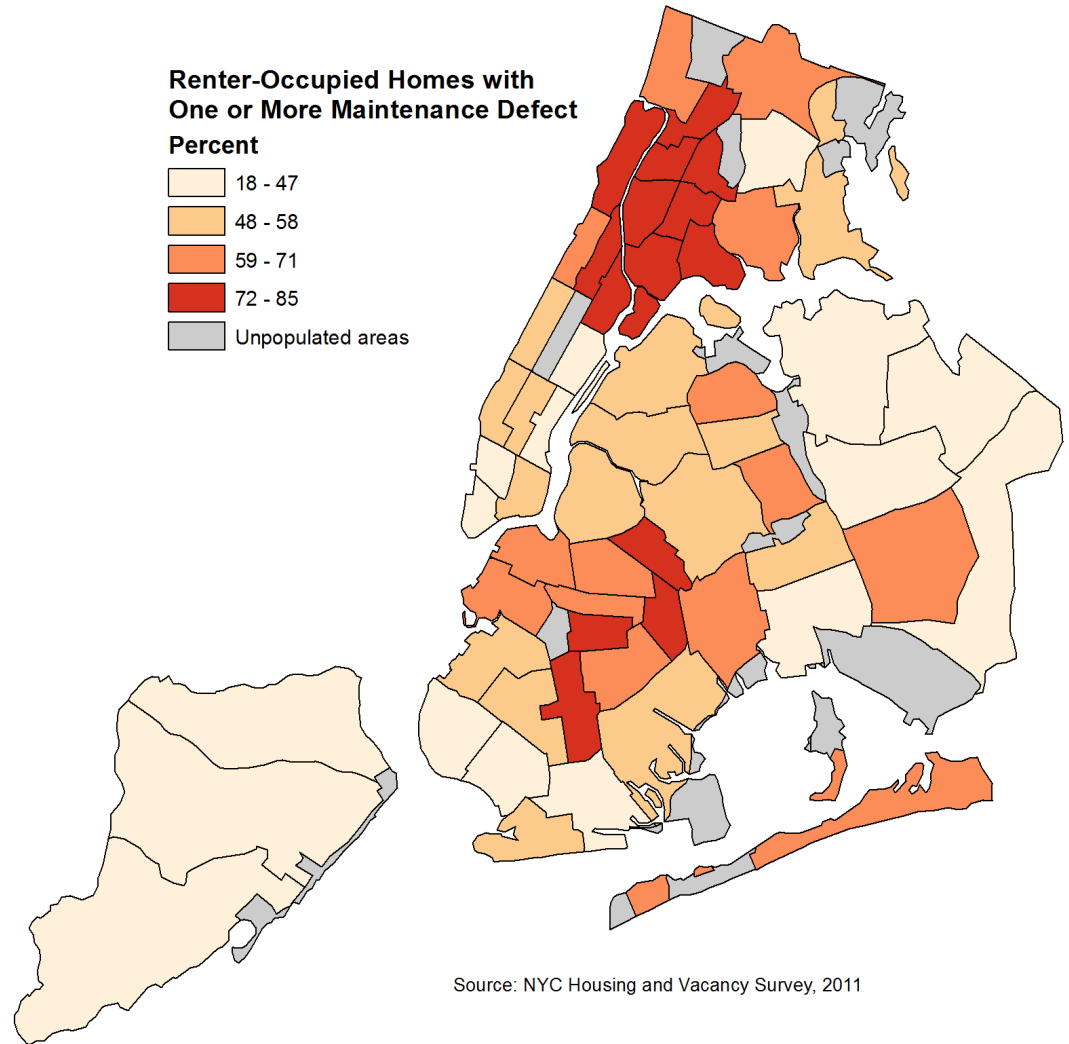 Renter-Occupied Homes with
One or More Maintenance Defect
Percent
18 - 47
48 - 58
59 - 71
72 - 85
Unpopulated areas
Source: NYC Housing and Vacancy Survey, 2011